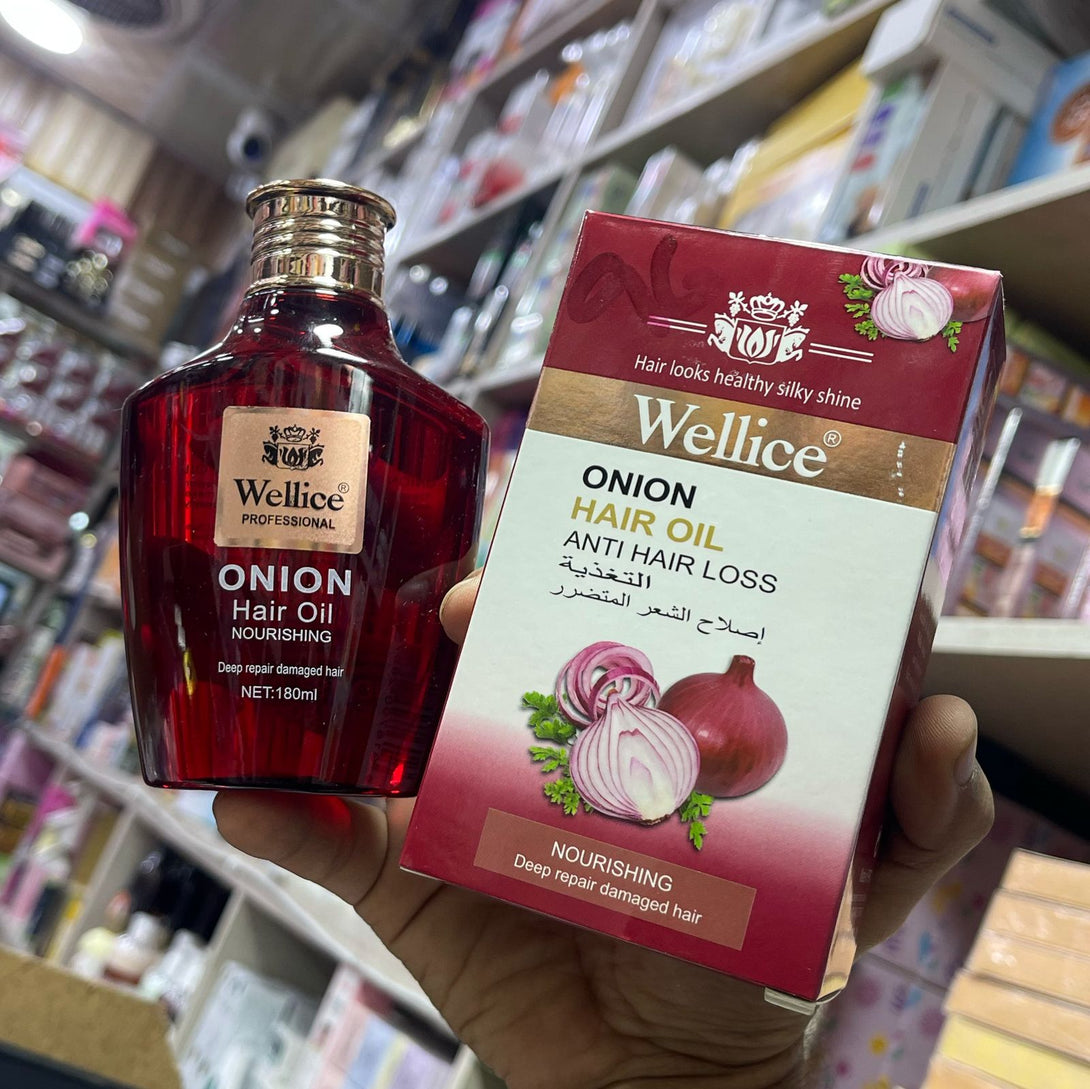 Wellice®
PROFESSIONAL
ONION
Hair Oil
NOURISHING
Deep repair damaged hair
NET:180ml
Hair looks healthy silky shine
Wellice®
ONION
HAIR OIL
ANTI HAIR LOSS
التغذية
إصلاح الشعر المتضرر
NOURISHING
Deep repair damaged hair